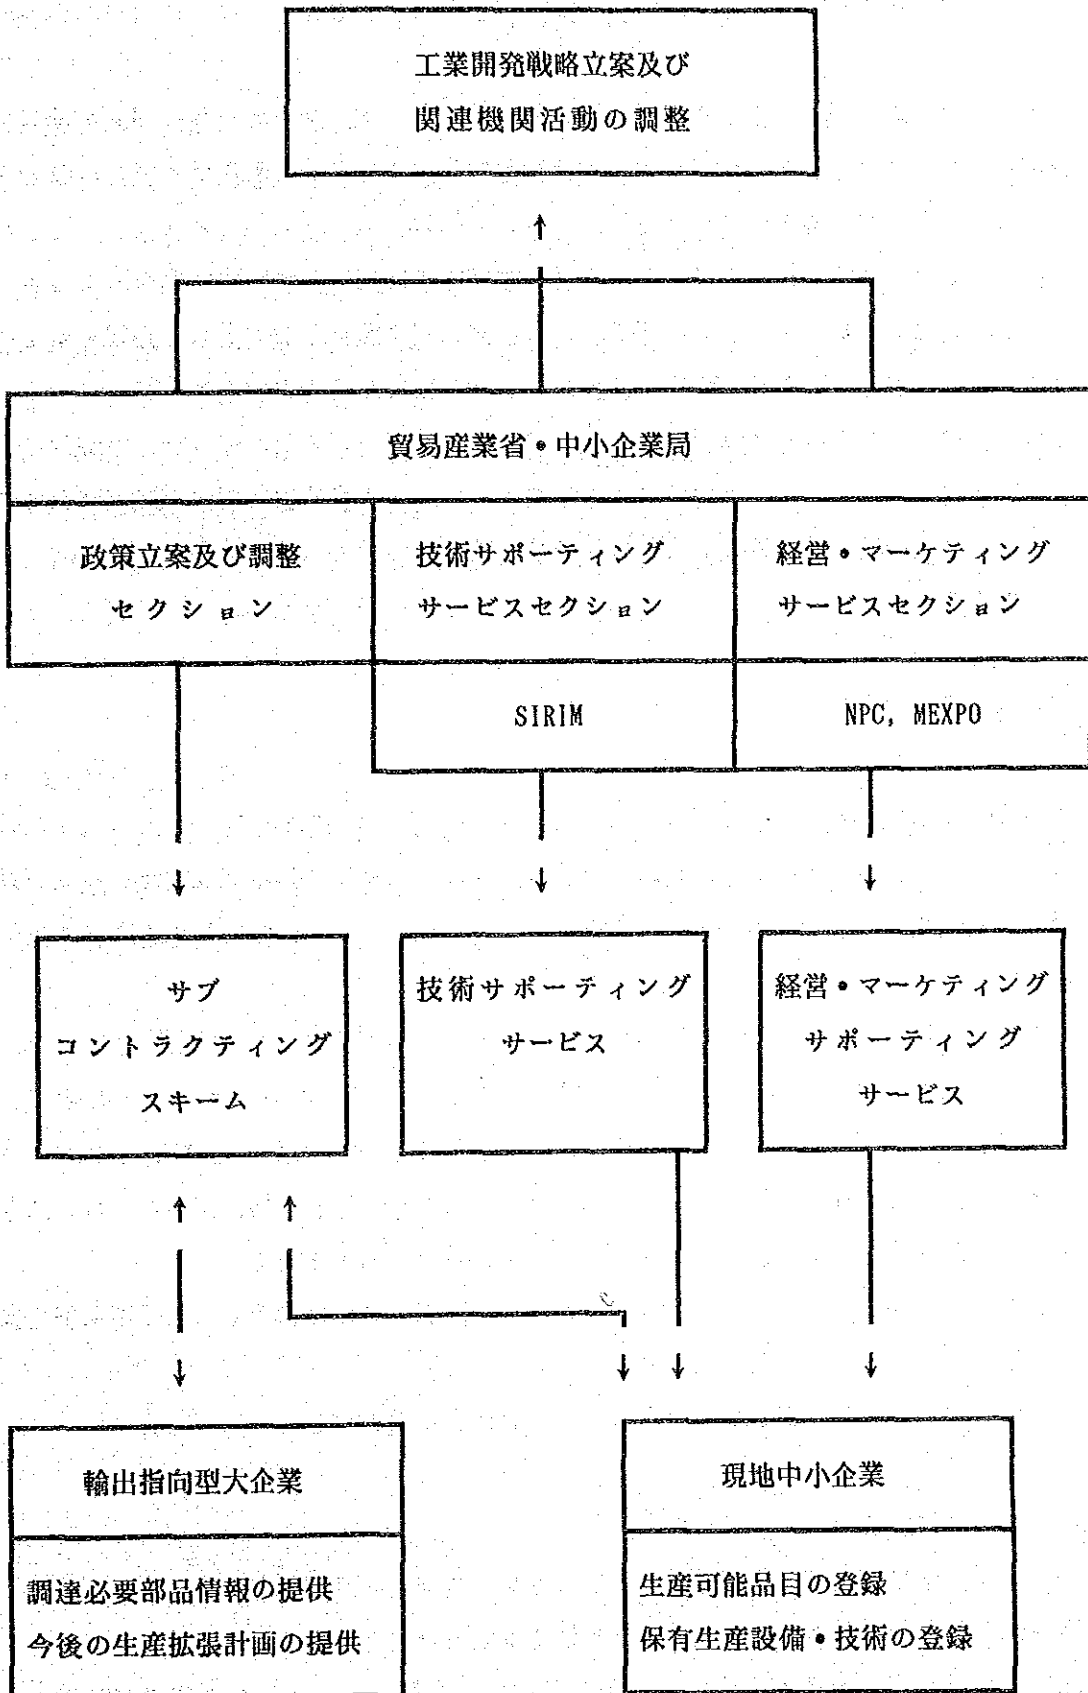 工業開発戦略立案及び
関連機関活動の調整
貿易産業省・中小企業局
政策立案及び調整
セクション
技術サポーティング
サービスセクション
経営・マーケティング
サービスセクション
SIRIM
NPC, MEXPO
サブ
コントラクティング
スキーム
技術サポーティング
サービス
経営・マーケティング
サポーティング
サービス
輸出指向型大企業
調達必要部品情報の提供
今後の生産拡張計画の提供
現地中小企業
生産可能品目の登録
保有生産設備・技術の登録